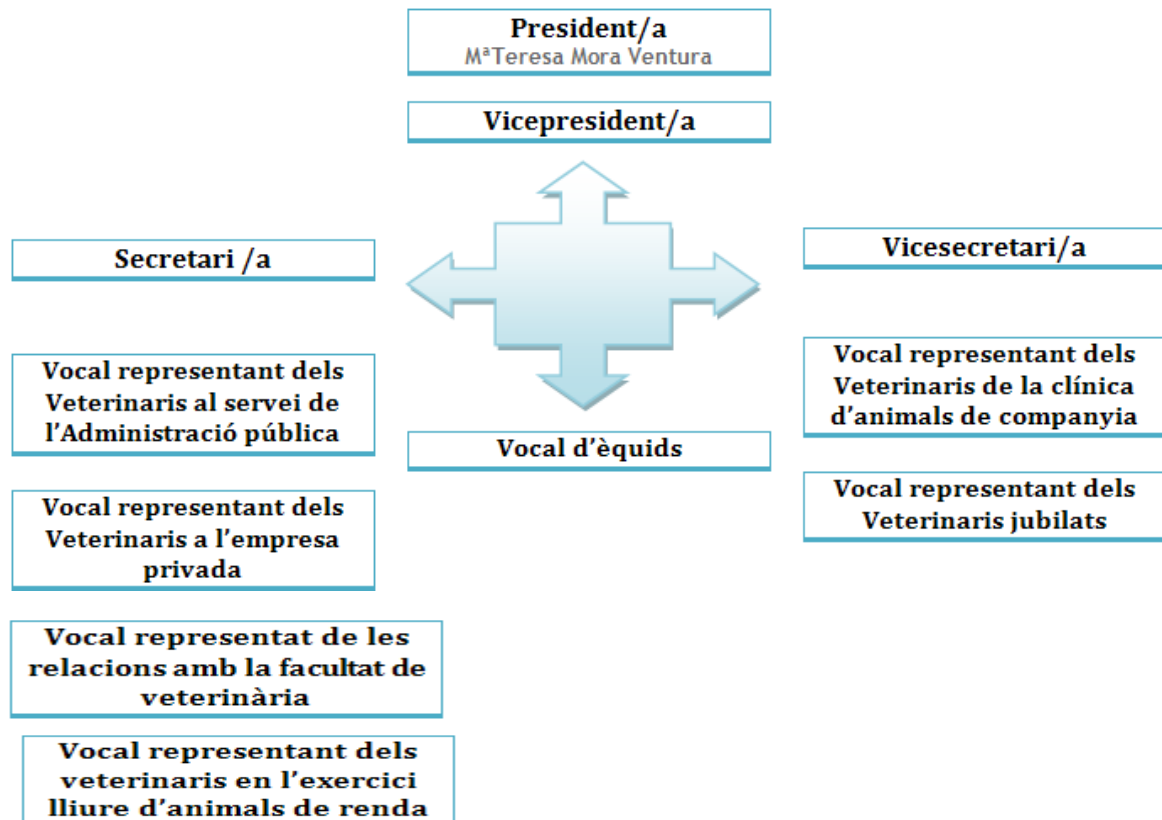 President/a
MªTeresa Mora Ventura
Vicepresident/a
Secretari /a
Vicesecretari/a
Vocal representant dels
Veterinaris al servei de
l’Administració pública
Vocal representant dels
Veterinaris de la clínica
d’animals de companyia
Vocal d’èquids
Vocal representant dels
Veterinaris a l’empresa
privada
Vocal representant dels
Veterinaris jubilats
Vocal representat de les
relacions amb la facultat de
veterinària
Vocal representant dels
veterinaris en l’exercici
lliure d’animals de renda